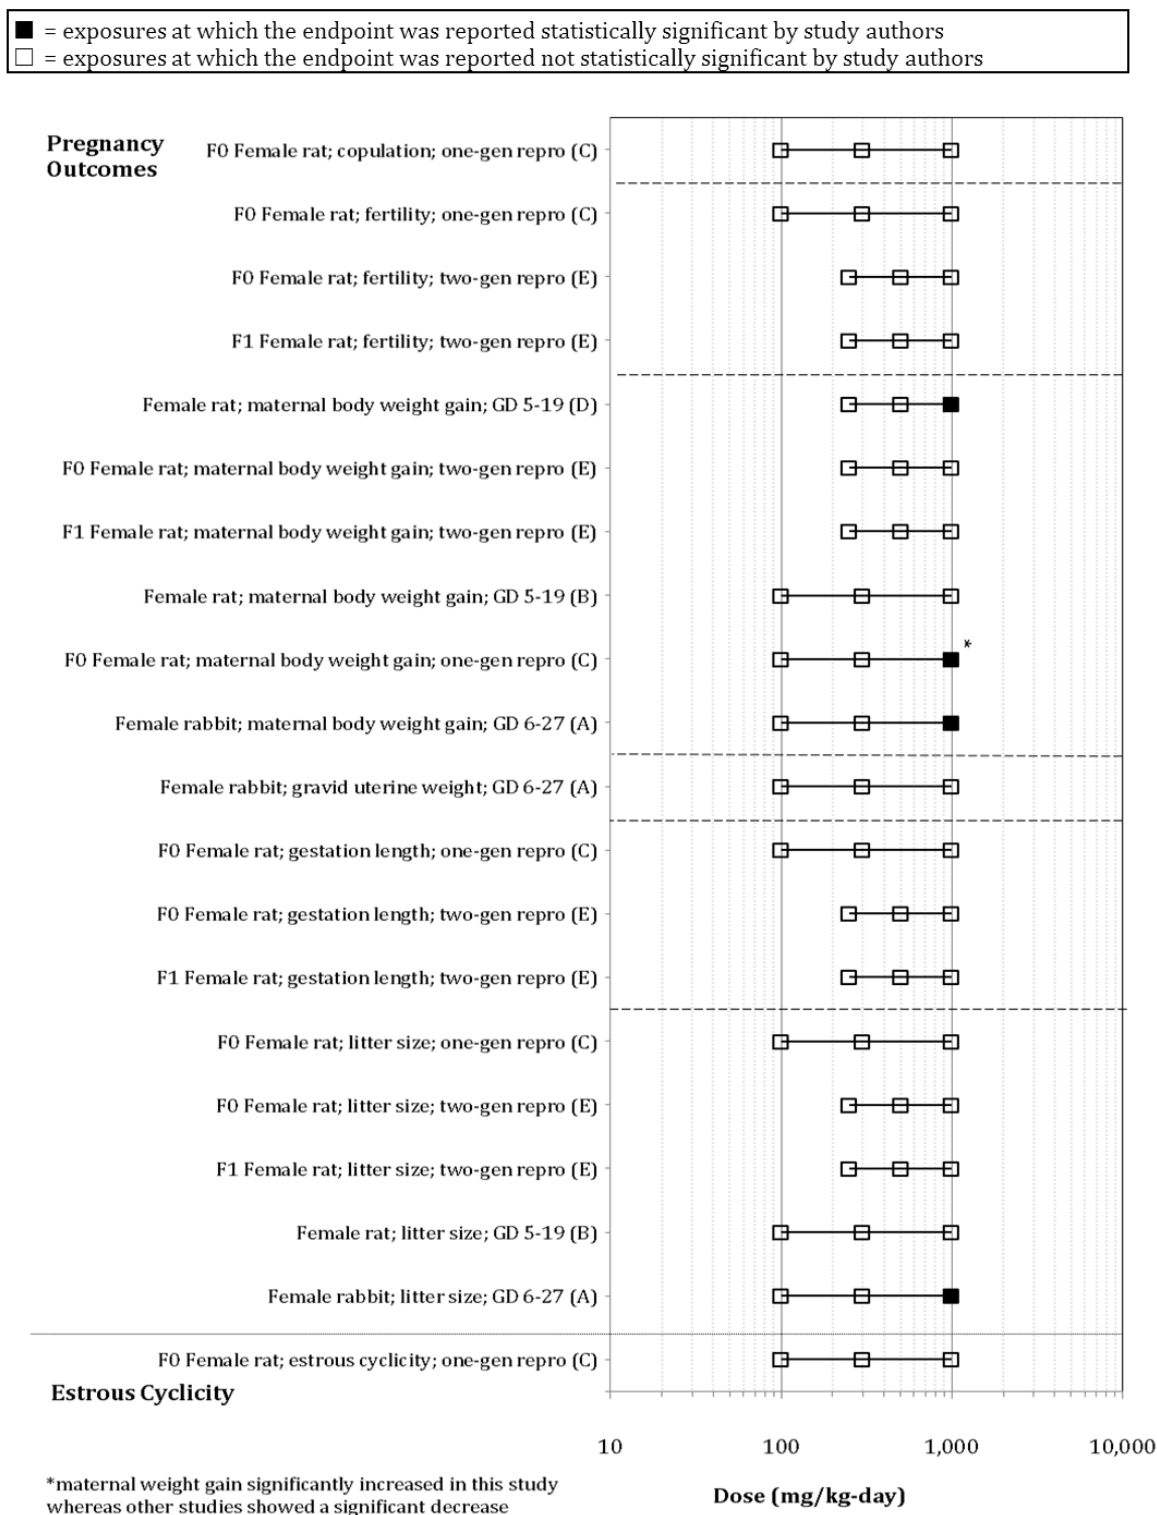 ■ = exposures at which the endpoint was reported statistically significant by study authors
□ = exposures at which the endpoint was reported not statistically significant by study authors
Pregnancy
Outcomes
F0 Female rat; copulation; one-gen repro (C)
F0 Female rat; fertility; one-gen repro (C)
F0 Female rat; fertility; two-gen repro (E)
F1 Female rat; fertility; two-gen repro (E)
Female rat; maternal body weight gain; GD 5-19 (D)
F0 Female rat; maternal body weight gain; two-gen repro (E)
F1 Female rat; maternal body weight gain; two-gen repro (E)
Female rat; maternal body weight gain; GD 5-19 (B)
*
F0 Female rat; maternal body weight gain; one-gen repro (C)
Female rabbit; maternal body weight gain; GD 6-27 (A)
Female rabbit; gravid uterine weight; GD 6-27 (A)
F0 Female rat; gestation length; one-gen repro (C)
F0 Female rat; gestation length; two-gen repro (E)
F1 Female rat; gestation length; two-gen repro (E)
F0 Female rat; litter size; one-gen repro (C)
F0 Female rat; litter size; two-gen repro (E)
F1 Female rat; litter size; two-gen repro (E)
Female rat; litter size; GD 5-19 (B)
Female rabbit; litter size; GD 6-27 (A)
F0 Female rat; estrous cyclicity; one-gen repro (C)
Estrous Cyclicity
10 100 1,000 10,000
Dose (mg/kg-day)
*maternal weight gain significantly increased in this study
whereas other studies showed a significant decrease